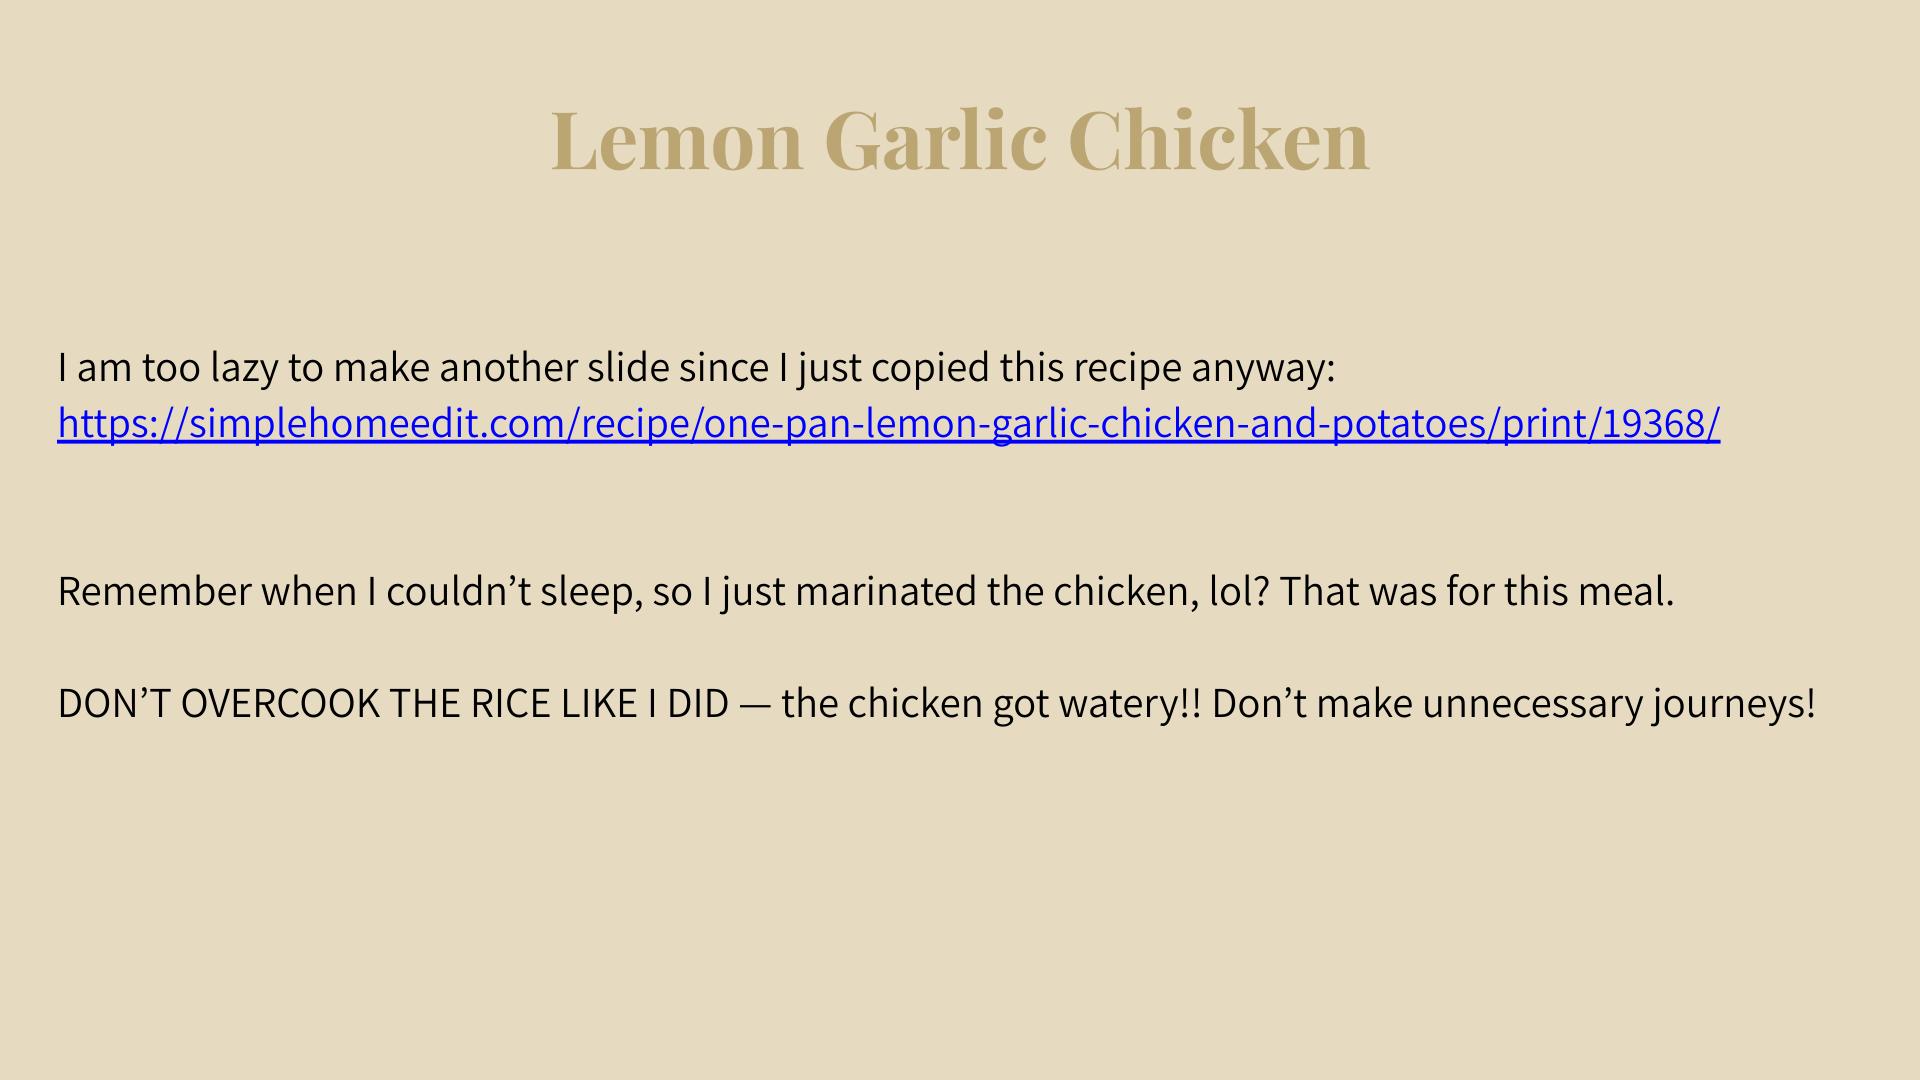 Lemon Garlic Chicken
I am too lazy to make another slide since I just copied this recipe anyway:
https://simplehomeedit.com/recipe/one-pan-lemon-garlic-chicken-and-potatoes/print/19368/
Remember when I couldn’t sleep, so I just marinated the chicken, lol? That was for this meal.
DON’T OVERCOOK THE RICE LIKE I DID — the chicken got watery!! Don’t make unnecessary journeys!